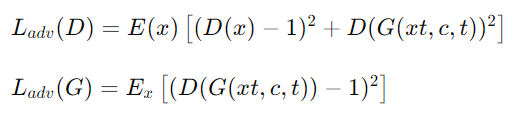 L_{adv}(D) = E(x) [(D(x) − 1)² + D(G(xt, c, t))²]
L_{adv}(G) = E_x [(D(G(xt, c, t)) − 1)²]